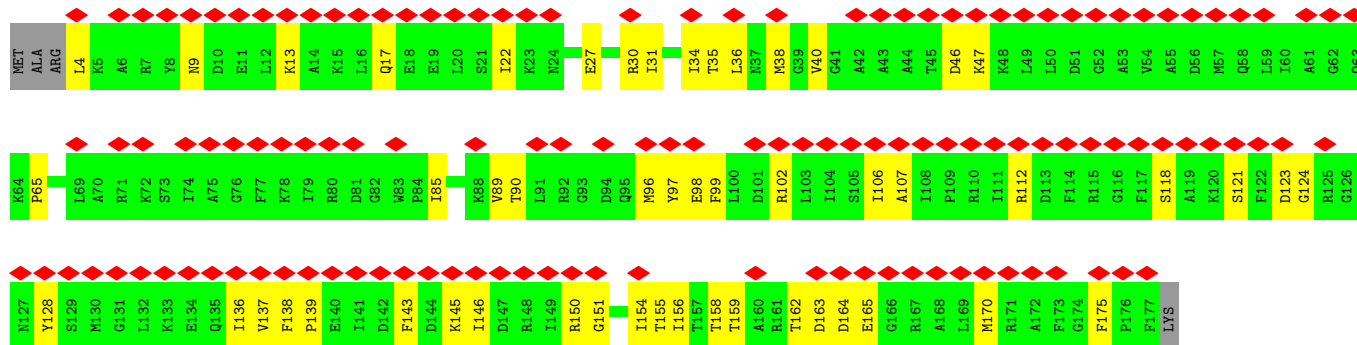 MET ALA ARG L4 K5 A6 R7 Y8 N9 D10 E11 L12 K13 A14 K15 L16 Q17 E18 E19 L20 S21 I22 K23 N24 E27 R30 I31 I34 T35 L36 N37 M38 G39 V40 G41 A42 A43 A44 T45 D46 K47 K48 L49 L50 D51 G52 A53 V54 A55 D56 M57 Q58 L59 I60 A61 G62
K64 P65 L69 A70 R71 K72 S73 I74 A75 G76 F77 K78 I79 R80 D81 G82 W83 P84 I85 K88 V89 T90 L91 R92 G93 D94 Q95 M96 Y97 E98 F99 L100 D101 R102 L103 I104 S105 I106 A107 I108 P109 R110 I111 R112 D113 F114 R115 G116 F117 S118 A119 K120 S121 F122 D123 G124 R125 G126
N127 Y128 S129 M130 G131 L132 K133 E134 Q135 I136 V137 F138 P139 E140 I141 D142 F143 D144 K145 I146 D147 R148 I149 R150 G151 I154 T155 I156 T157 T158 T159 A160 R161 T162 D163 D164 E165 G166 R167 A168 L169 M170 R171 A172 F173 G174 F175 P176 F177 LYS